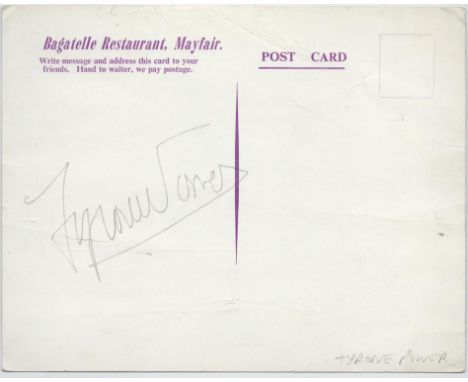 Bagatelle Restaurant, Mayfair.
Write message and address this card to your
friends. Hand to waiter, we pay postage.
POST CARD
Tyrone Power
TYRONE POWER